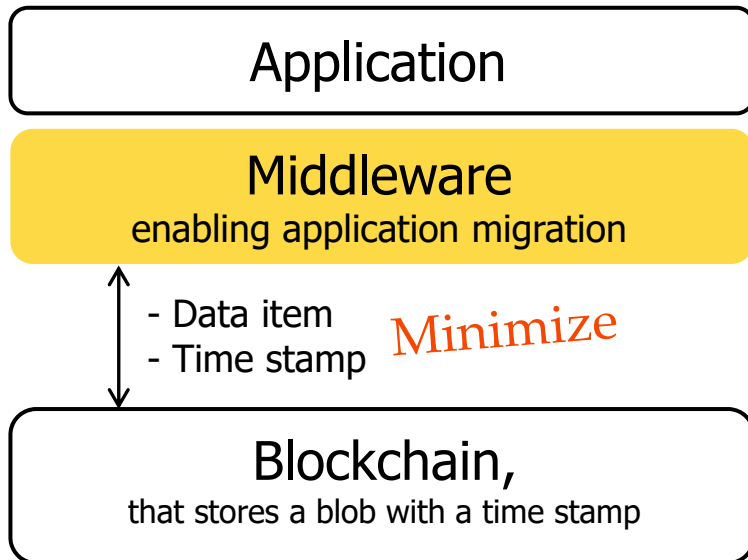 Application
Middleware
enabling application migration
- Data item
- Time stamp
Minimize
Blockchain,
that stores a blob with a time stamp